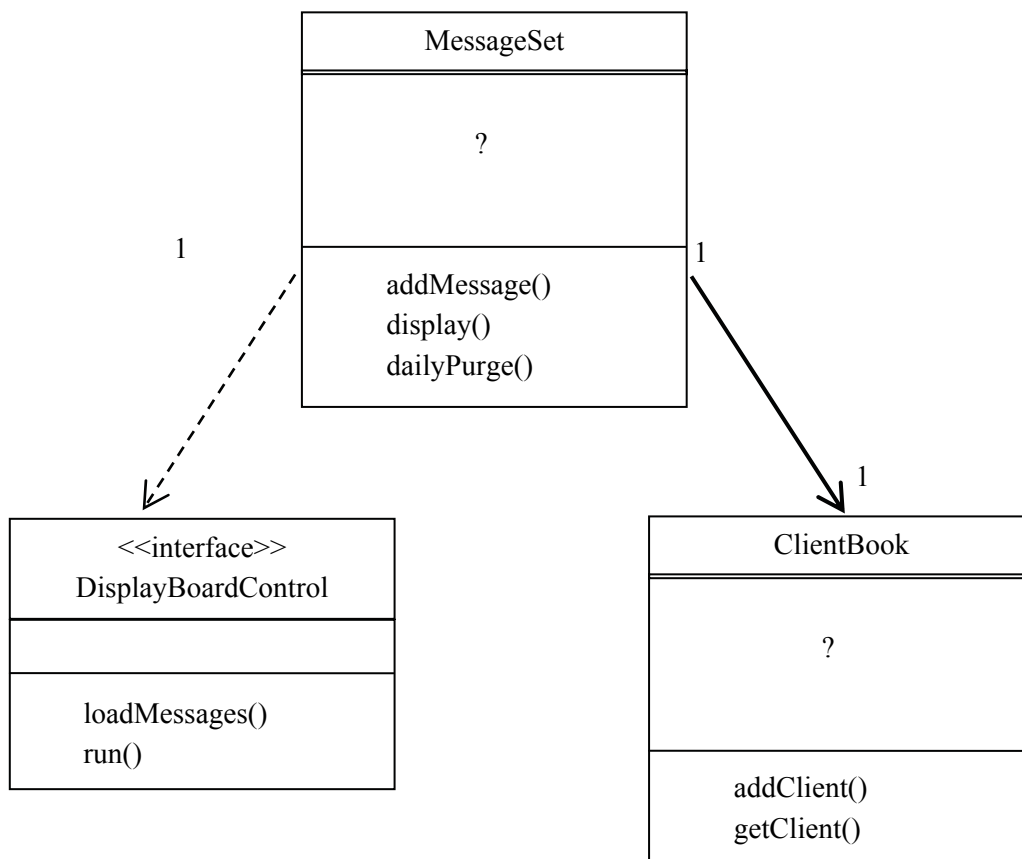 MessageSet
?
1
1
addMessage()
display()
dailyPurge()
1
<<interface>>
DisplayBoardControl
loadMessages()
run()
ClientBook
?
addClient()
getClient()